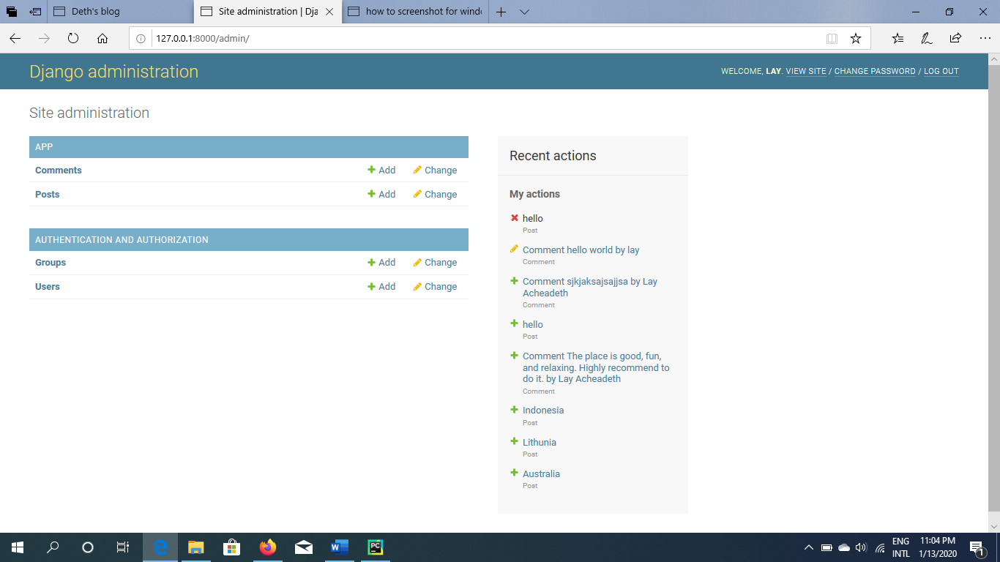 Deth's blog
Site administration | Dja
how to screenshot for wind
127.0.0.1:8000/admin/
Django administration
WELCOME, LAY. VIEW SITE / CHANGE PASSWORD / LOG OUT
Site administration
APP
Comments Add Change
Posts Add Change
AUTHENTICATION AND AUTHORIZATION
Groups Add Change
Users Add Change
Recent actions
My actions
hello
Post
Comment hello world by lay
Comment
Comment sjkjaksajsajjsa by Lay
Acheadeth
Comment
hello
Post
Comment The place is good, fun,
and relaxing. Highly recommend to
do it. by Lay Acheadeth
Comment
Indonesia
Post
Lithunia
Post
Australia
Post
W
PC
ENG
INTL
11:04 PM
1/13/2020
1